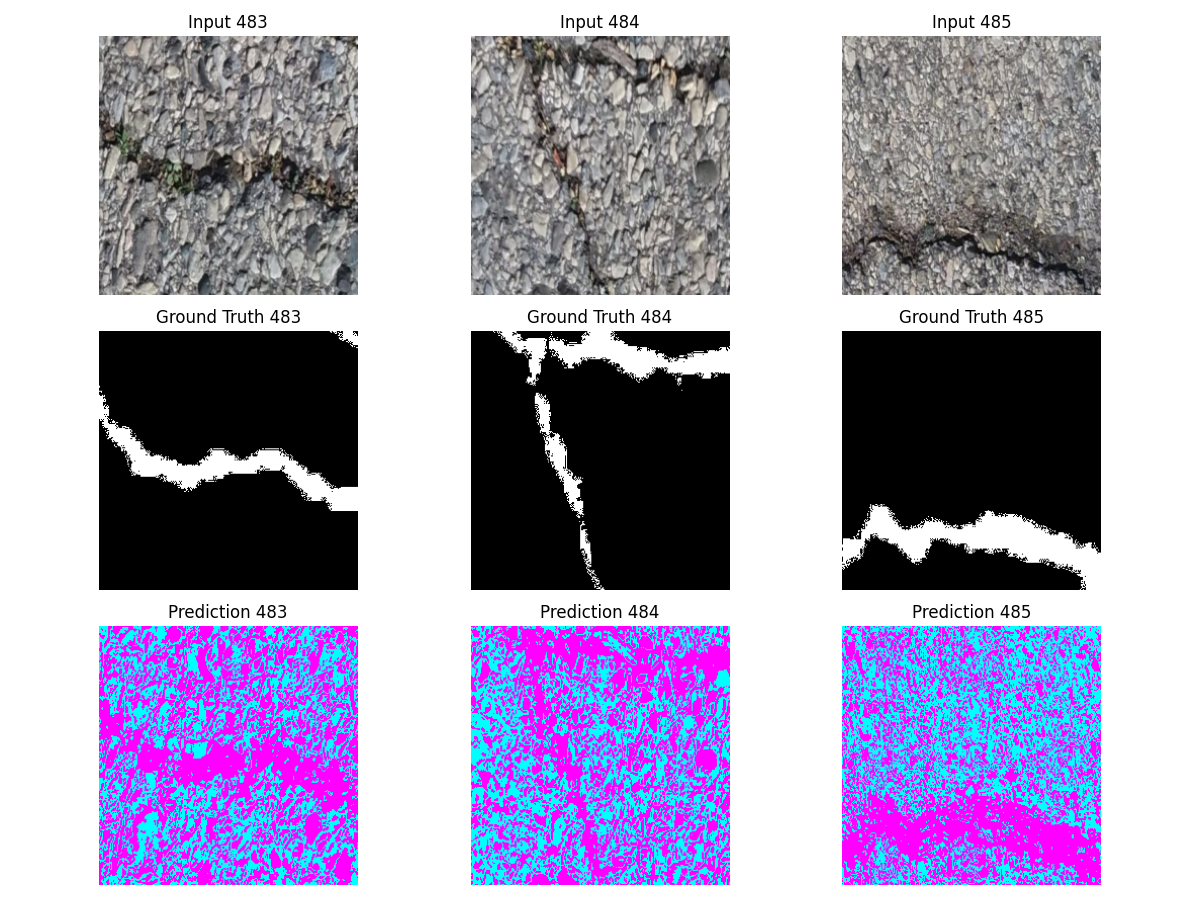 Input 483
Input 484
Input 485
Ground Truth 483
Ground Truth 484
Ground Truth 485
Prediction 483
Prediction 484
Prediction 485